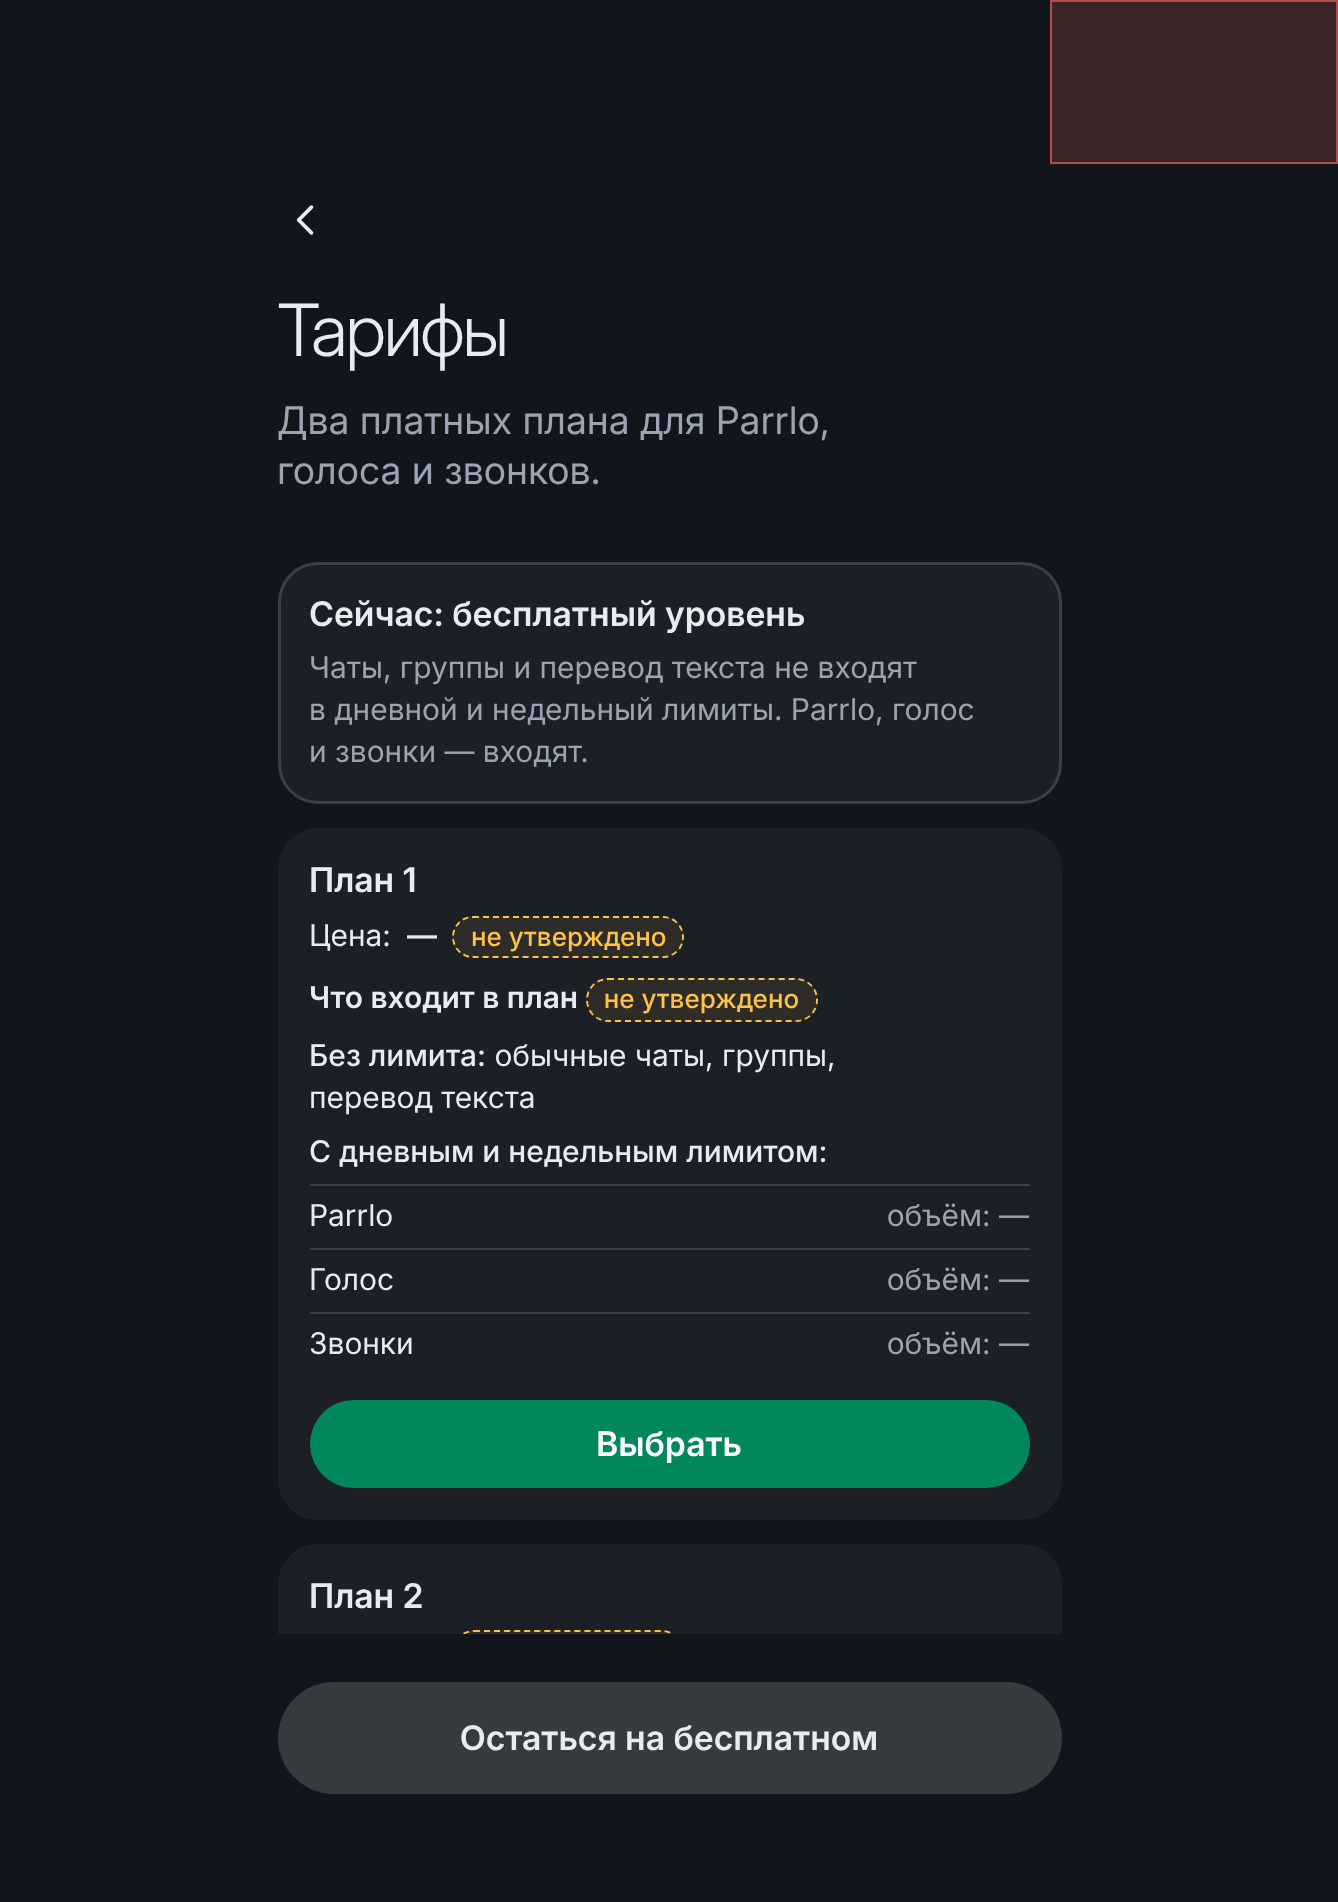 Тарифы
Два платных плана для Parrlo,
голоса и звонков.
Сейчас: бесплатный уровень
Чаты, группы и перевод текста не входят
в дневной и недельный лимиты. Parrlo, голос
и звонки — входят.
План 1
Цена: — не утверждено
Что входит в план не утверждено
Без лимита: обычные чаты, группы,
перевод текста
С дневным и недельным лимитом:
Parrlo объём: —
Голос объём: —
Звонки объём: —
Выбрать
План 2
Остаться на бесплатном